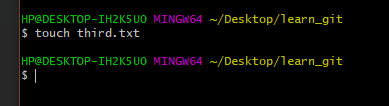 HP@DESKTOP-IH2K5UO MINGW64 ~/Desktop/learn_git
$ touch third.txt
HP@DESKTOP-IH2K5UO MINGW64 ~/Desktop/learn_git
$